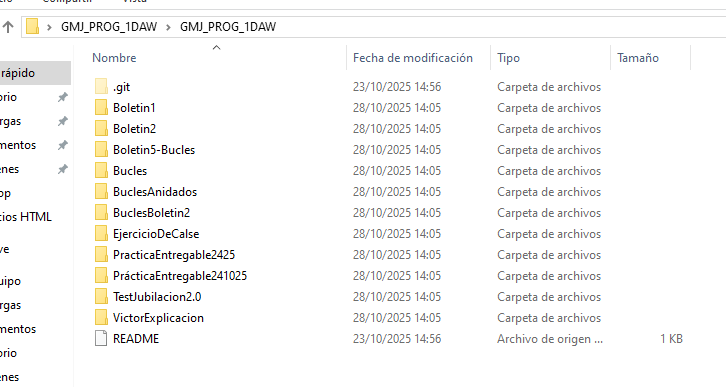 Compartir Vista
GMJ_PROG_1DAW > GMJ_PROG_1DAW
Nombre Fecha de modificación Tipo Tamaño
rápido .git 23/10/2025 14:56 Carpeta de archivos
orio Boletin1 28/10/2025 14:05 Carpeta de archivos
rgas Boletin2 28/10/2025 14:05 Carpeta de archivos
mentos Boletin5-Bucles 28/10/2025 14:05 Carpeta de archivos
enes Bucles 28/10/2025 14:05 Carpeta de archivos
op BuclesAnidados 28/10/2025 14:05 Carpeta de archivos
cios HTML BuclesBoletin2 28/10/2025 14:05 Carpeta de archivos
ve EjercicioDeCalse 28/10/2025 14:05 Carpeta de archivos
PracticaEntregable2425 28/10/2025 14:05 Carpeta de archivos
quipo PrácticaEntregable241025 28/10/2025 14:05 Carpeta de archivos
rgas TestJubilacion2.0 28/10/2025 14:05 Carpeta de archivos
mentos VictorExplicacion 28/10/2025 14:05 Carpeta de archivos
orio README 23/10/2025 14:56 Archivo de origen ... 1 KB
enes